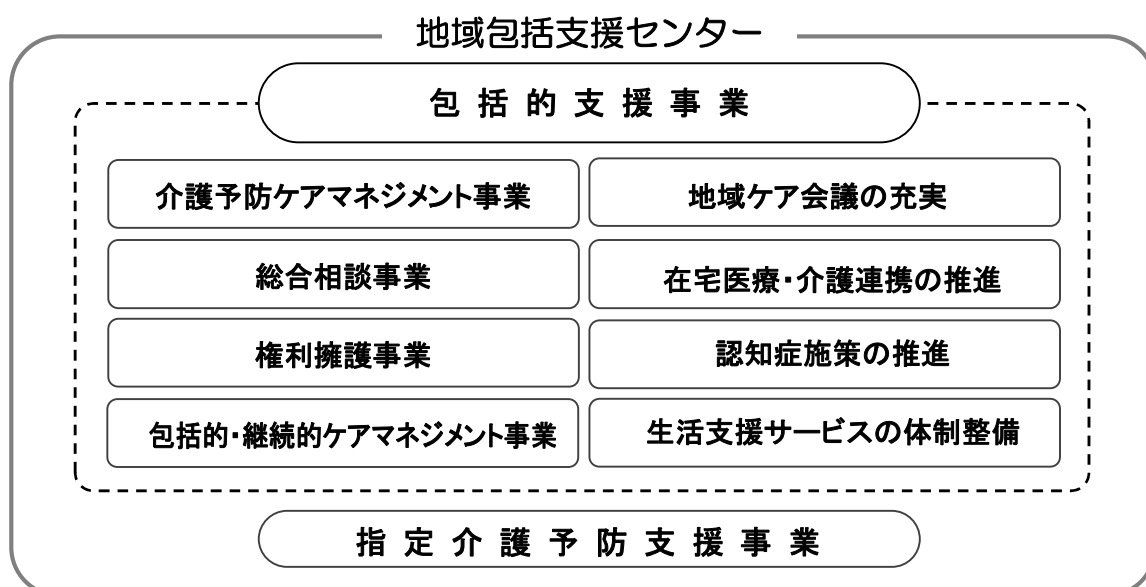 地域包括支援センター
包括的支援事業
介護予防ケアマネジメント事業
地域ケア会議の充実
総合相談事業
在宅医療・介護連携の推進
権利擁護事業
認知症施策の推進
包括的・継続的ケアマネジメント事業
生活支援サービスの体制整備
指定介護予防支援事業